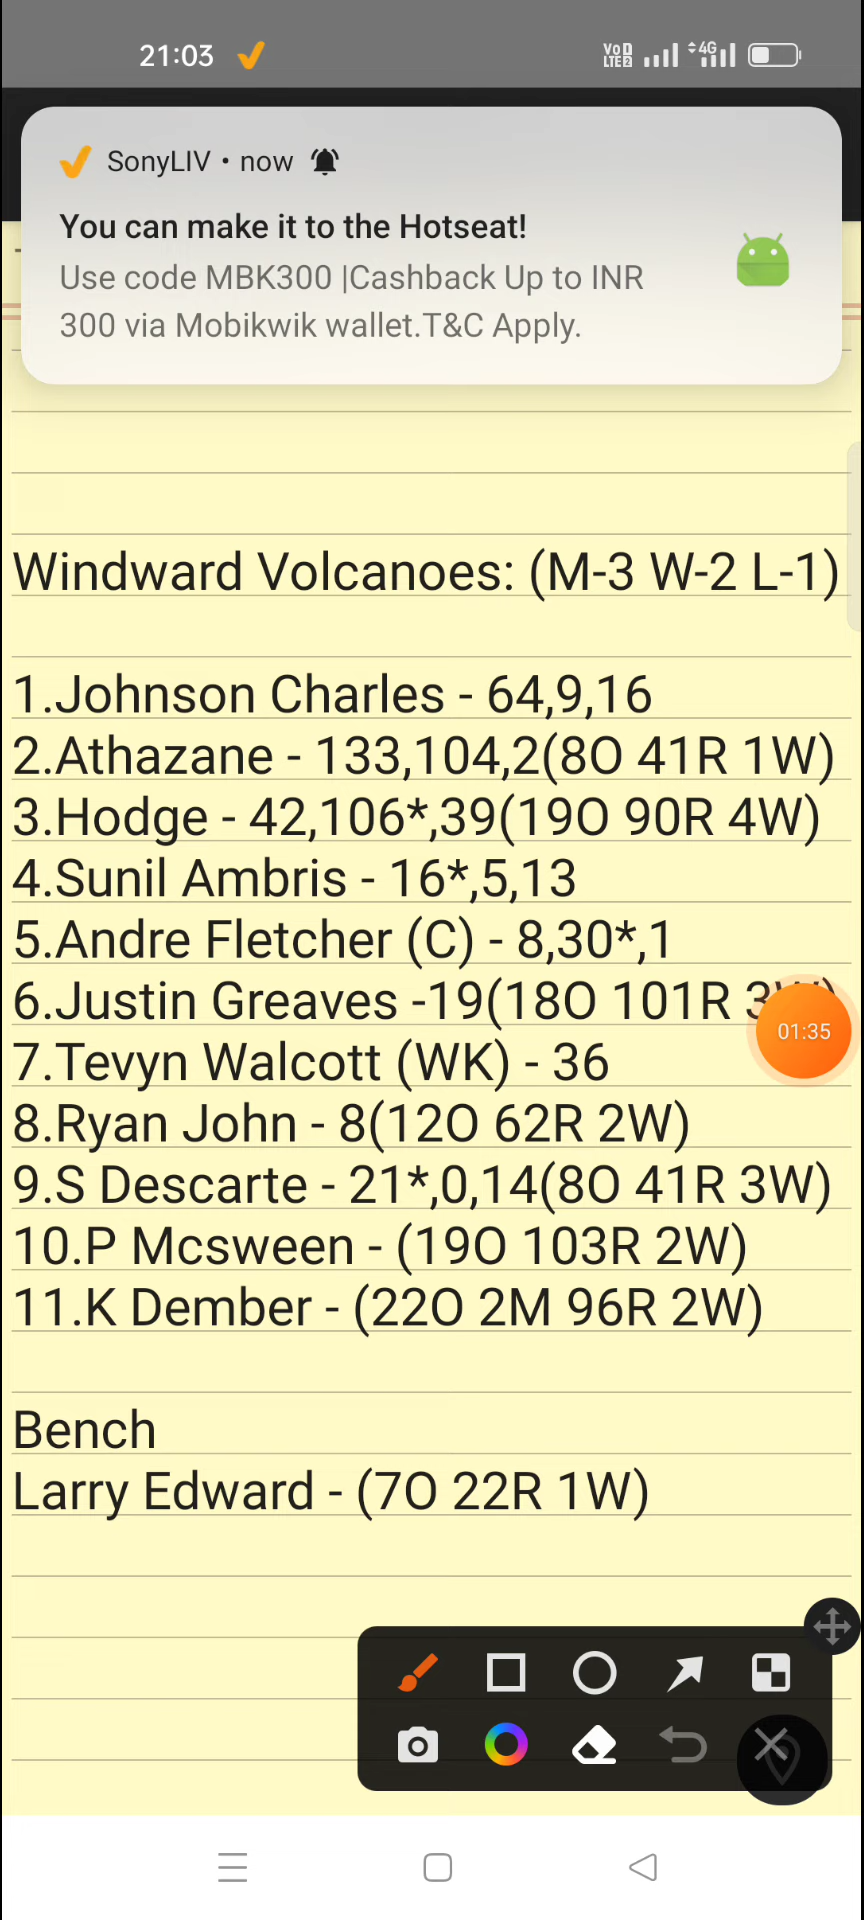 21:03
VoD LTE2 4G
SonyLIV • now
You can make it to the Hotseat!
Use code MBK300 |Cashback Up to INR
300 via Mobikwik wallet.T&C Apply.
Windward Volcanoes: (M-3 W-2 L-1)
1.Johnson Charles - 64,9,16
2.Athazane - 133,104,2(8O 41R 1W)
3.Hodge - 42,106*,39(19O 90R 4W)
4.Sunil Ambris - 16*,5,13
5.Andre Fletcher (C) - 8,30*,1
6.Justin Greaves -19(18O 101R 3W)
01:35
7.Tevyn Walcott (WK) - 36
8.Ryan John - 8(12O 62R 2W)
9.S Descarte - 21*,0,14(8O 41R 3W)
10.P Mcsween - (19O 103R 2W)
11.K Dember - (22O 2M 96R 2W)
Bench
Larry Edward - (7O 22R 1W)